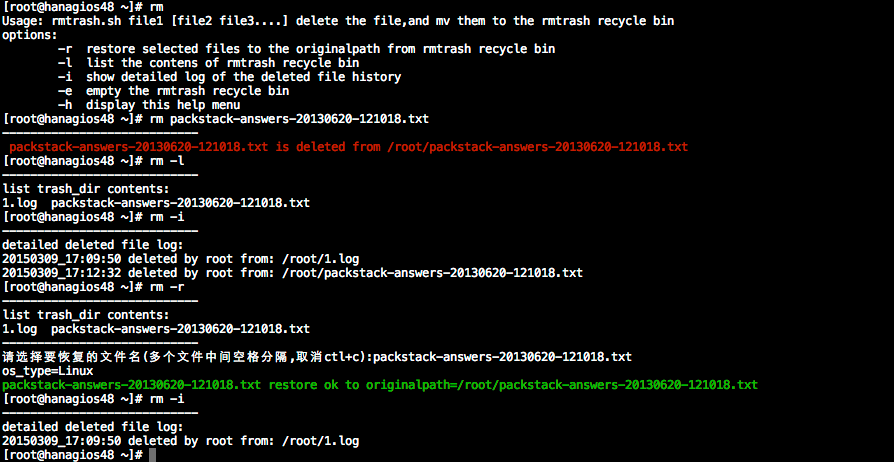 [root@hanagios48 ~]# rm
Usage: rmtrash.sh file1 [file2 file3....] delete the file,and mv them to the rmtrash recycle bin
options:
-r  restore selected files to the originalpath from rmtrash recycle bin
-l  list the contens of rmtrash recycle bin
-i  show detailed log of the deleted file history
-e  empty the rmtrash recycle bin
-h  display this help menu
[root@hanagios48 ~]# rm packstack-answers-20130620-121018.txt
----------------------------
packstack-answers-20130620-121018.txt is deleted from /root/packstack-answers-20130620-121018.txt
[root@hanagios48 ~]# rm -l
----------------------------
list trash_dir contents:
1.log  packstack-answers-20130620-121018.txt
[root@hanagios48 ~]# rm -i
----------------------------
detailed deleted file log:
20150309_17:09:50 deleted by root from: /root/1.log
20150309_17:12:32 deleted by root from: /root/packstack-answers-20130620-121018.txt
[root@hanagios48 ~]# rm -r
----------------------------
list trash_dir contents:
1.log  packstack-answers-20130620-121018.txt
----------------------------
请选择要恢复的文件名(多个文件中间空格分隔,取消ctl+c):packstack-answers-20130620-121018.txt
os_type=Linux
packstack-answers-20130620-121018.txt restore ok to originalpath=/root/packstack-answers-20130620-121018.txt
[root@hanagios48 ~]# rm -i
----------------------------
detailed deleted file log:
20150309_17:09:50 deleted by root from: /root/1.log
[root@hanagios48 ~]#